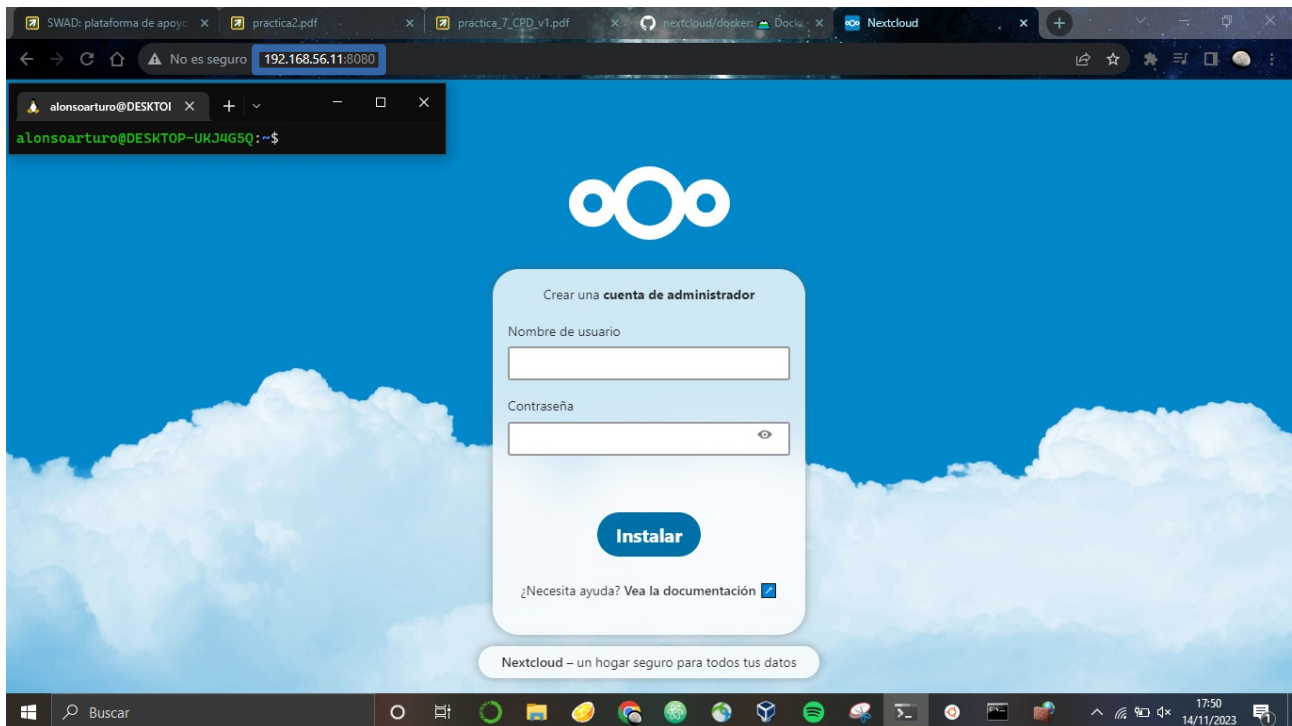 SWAD: plataforma de apoyo
practica2.pdf
practica_7_CPD_v1.pdf
nextcloud/docker: Dock
Nextcloud
No es seguro 192.168.56.11:8080
alonsoarturo@DESKTOI
alonsoarturo@DESKTOP-UKJ4G5Q:~$
Crear una cuenta de administrador
Nombre de usuario
Contraseña
Instalar
¿Necesita ayuda? Vea la documentación
Nextcloud – un hogar seguro para todos tus datos
Buscar
17:50
14/11/2023